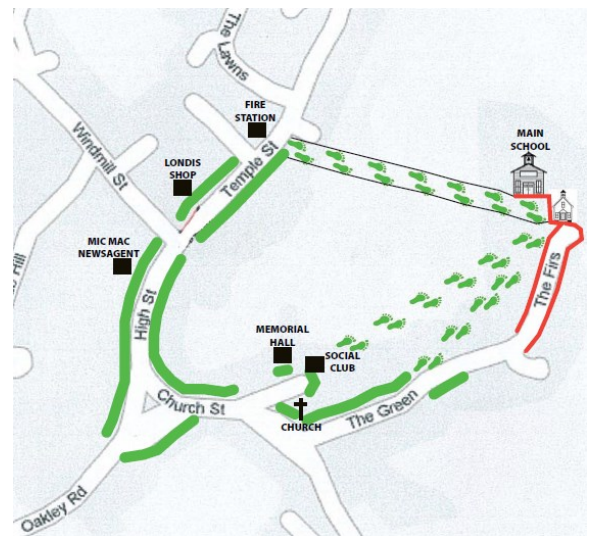 The Lawns
FIRE
STATION
MAIN
SCHOOL
Windmill St
LONDIS
SHOP
Temple St
MIC MAC
NEWSAGENT
Hill
High St
The Firs
MEMORIAL
HALL
SOCIAL
CLUB
Church St
CHURCH
The Green
Oakley Rd